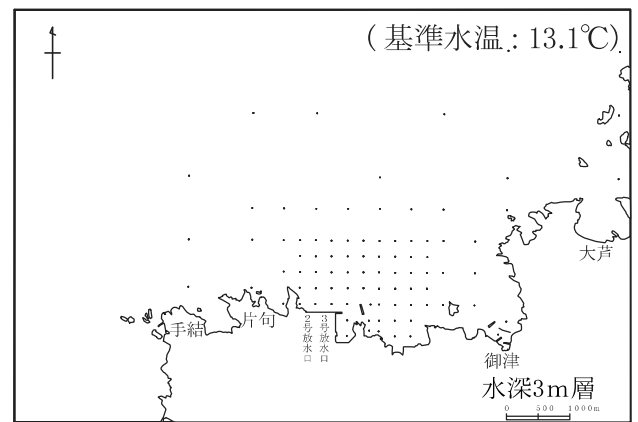 (基準水温:13.1℃)
大芦
手結
片句
2号放水口
3号放水口
御津
水深3m層
0 500 1000m